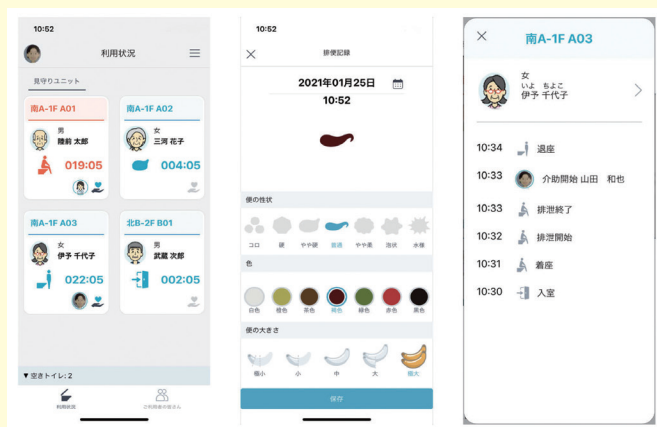 10:52
利用状況
見守りユニット
南A-1F A01
男
陸前 太郎
019:05
南A-1F A02
女
三河 花子
004:05
南A-1F A03
女
伊予 千代子
022:05
北B-2F B01
男
武蔵 次郎
002:05
▼空きトイレ: 2
利用状況
ご利用者の皆さん
10:52
排便記録
2021年01月25日
10:52
便の性状
コロ 硬 やや硬 普通 やや柔 泥状 水様
色
白色 橙色 茶色 褐色 緑色 赤色 黒色
便の大きさ
極小 小 中 大 極大
保存
南A-1F A03
女
いよ ちよこ
伊予 千代子
10:34 退座
10:33 介助開始 山田 和也
10:33 排泄終了
10:32 排泄開始
10:31 着座
10:30 入室